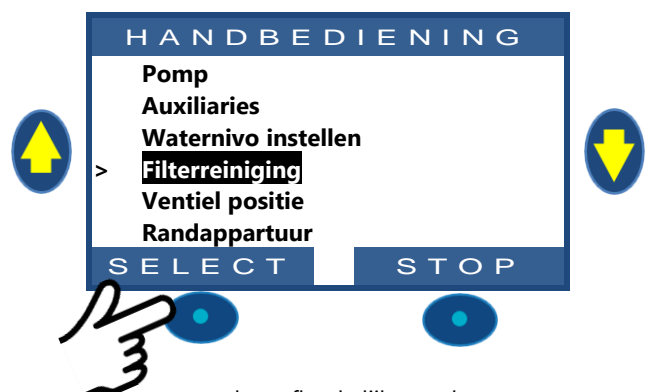 HANDBEDIENING
Pomp
Auxiliaries
Waternivo instellen
> Filterreiniging
Ventiel positie
Randappartuur
SELECT STOP